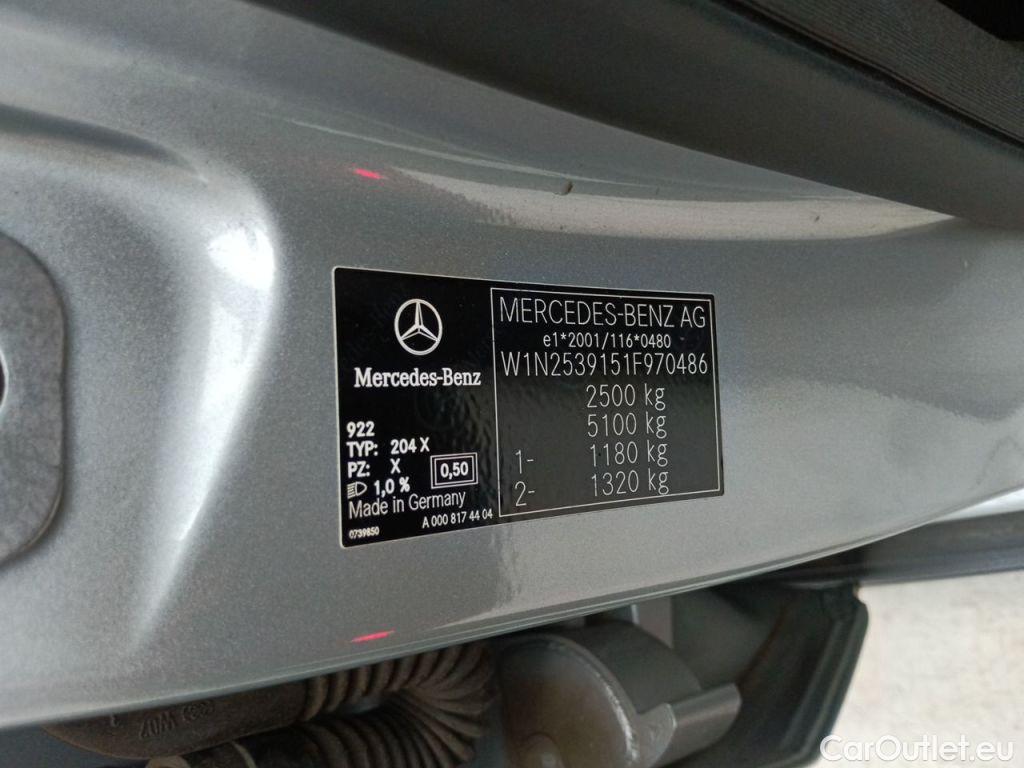 Mercedes-Benz
922
TYP: 204 X
PZ: X
0,50
1,0 %
Made in Germany
A 000 817 44 04
0739850
MERCEDES-BENZ AG
e1*2001/116*0480
W1N2539151F970486
2500 kg
5100 kg
1- 1180 kg
2- 1320 kg
CarOutlet.eu